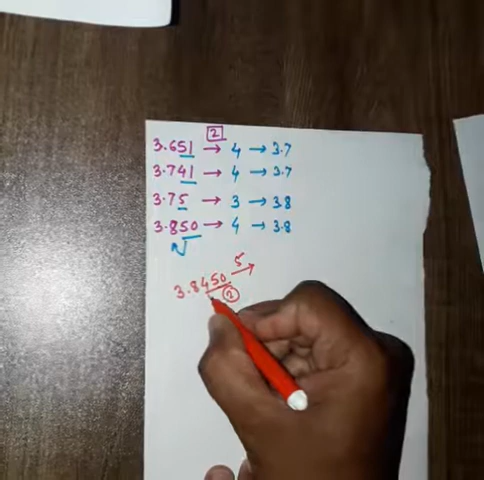 2
3.651 → 4 → 3.7
3.741 → 4 → 3.7
3.75 → 3 → 3.8
3.850 → 4 → 3.8
3.8450 → 5
2